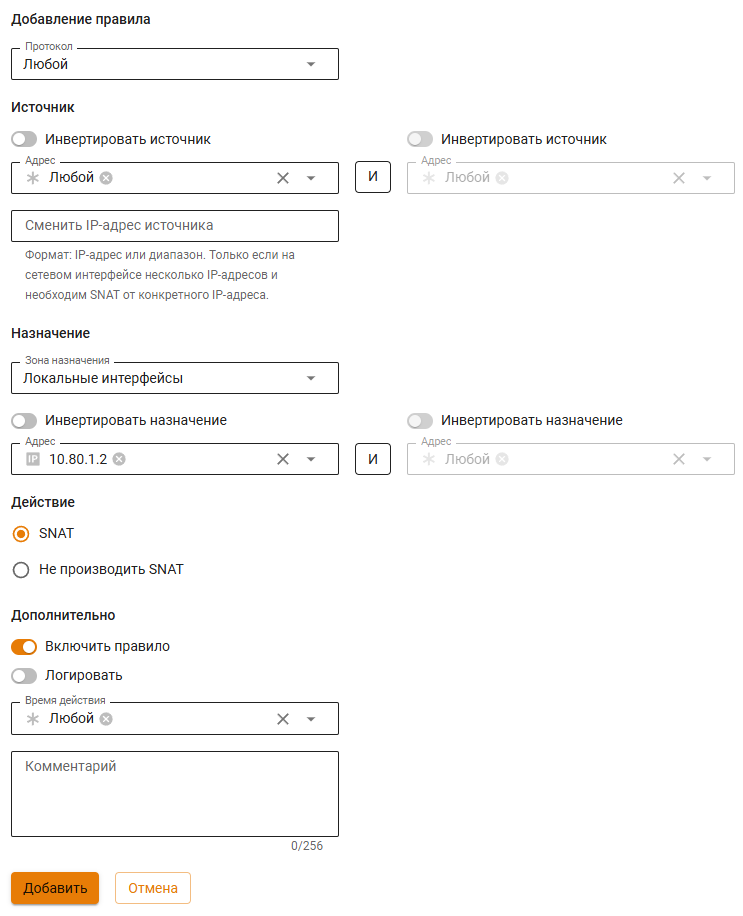 Добавление правила
Протокол
Любой
Источник
Инвертировать источник
Инвертировать источник
Адрес
Любой
И
Адрес
Любой
Сменить IP-адрес источника
Формат: IP-адрес или диапазон. Только если на
сетевом интерфейсе несколько IP-адресов и
необходим SNAT от конкретного IP-адреса.
Назначение
Зона назначения
Локальные интерфейсы
Инвертировать назначение
Инвертировать назначение
Адрес
IP 10.80.1.2
И
Адрес
Любой
Действие
SNAT
Не производить SNAT
Дополнительно
Включить правило
Логировать
Время действия
Любой
Комментарий
0/256
Добавить
Отмена